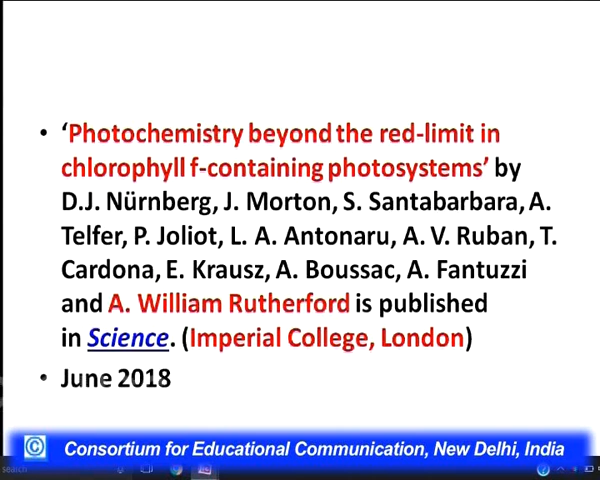 • ‘Photochemistry beyond the red-limit in
chlorophyll f-containing photosystems’ by
D.J. Nürnberg, J. Morton, S. Santabarbara, A.
Telfer, P. Joliot, L. A. Antonaru, A. V. Ruban, T.
Cardona, E. Krausz, A. Boussac, A. Fantuzzi
and A. William Rutherford is published
in Science. (Imperial College, London)
• June 2018
© Consortium for Educational Communication, New Delhi, India
search